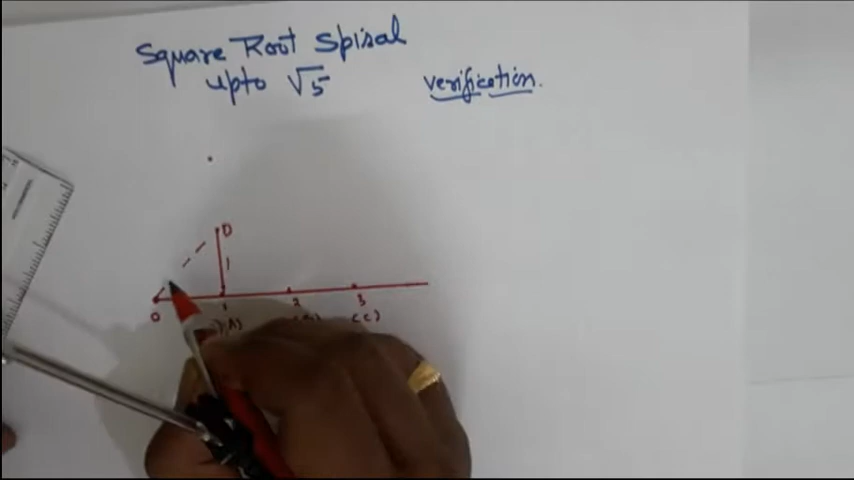 Square Root Spiral
upto √5
verification.
D
1
0
1
2
3
A)
(C)